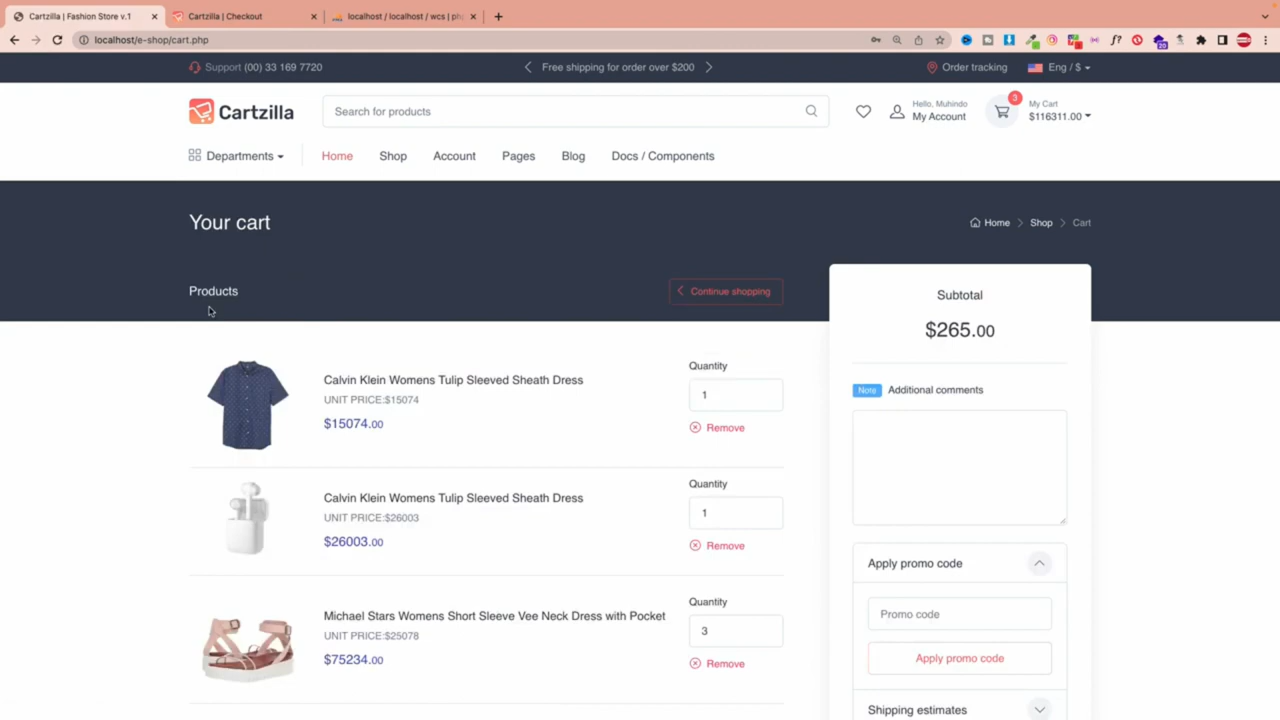 Cartzilla | Fashion Store v.1
Cartzilla | Checkout
localhost / localhost / wcs | ph
localhost/e-shop/cart.php
Support (00) 33 169 7720
Free shipping for order over $200
Order tracking
Eng / $
Cartzilla
Search for products
Hello, Muhindo
My Account
3
My Cart
$116311.00
Departments
Home
Shop
Account
Pages
Blog
Docs / Components
Your cart
Home
Shop
Cart
Products
Continue shopping
Subtotal
$265.00
Calvin Klein Womens Tulip Sleeved Sheath Dress
UNIT PRICE:$15074
$15074.00
Quantity
1
Remove
Note
Additional comments
Calvin Klein Womens Tulip Sleeved Sheath Dress
UNIT PRICE:$26003
$26003.00
Quantity
1
Remove
Apply promo code
Promo code
Apply promo code
Michael Stars Womens Short Sleeve Vee Neck Dress with Pocket
UNIT PRICE:$25078
$75234.00
Quantity
3
Remove
Shipping estimates